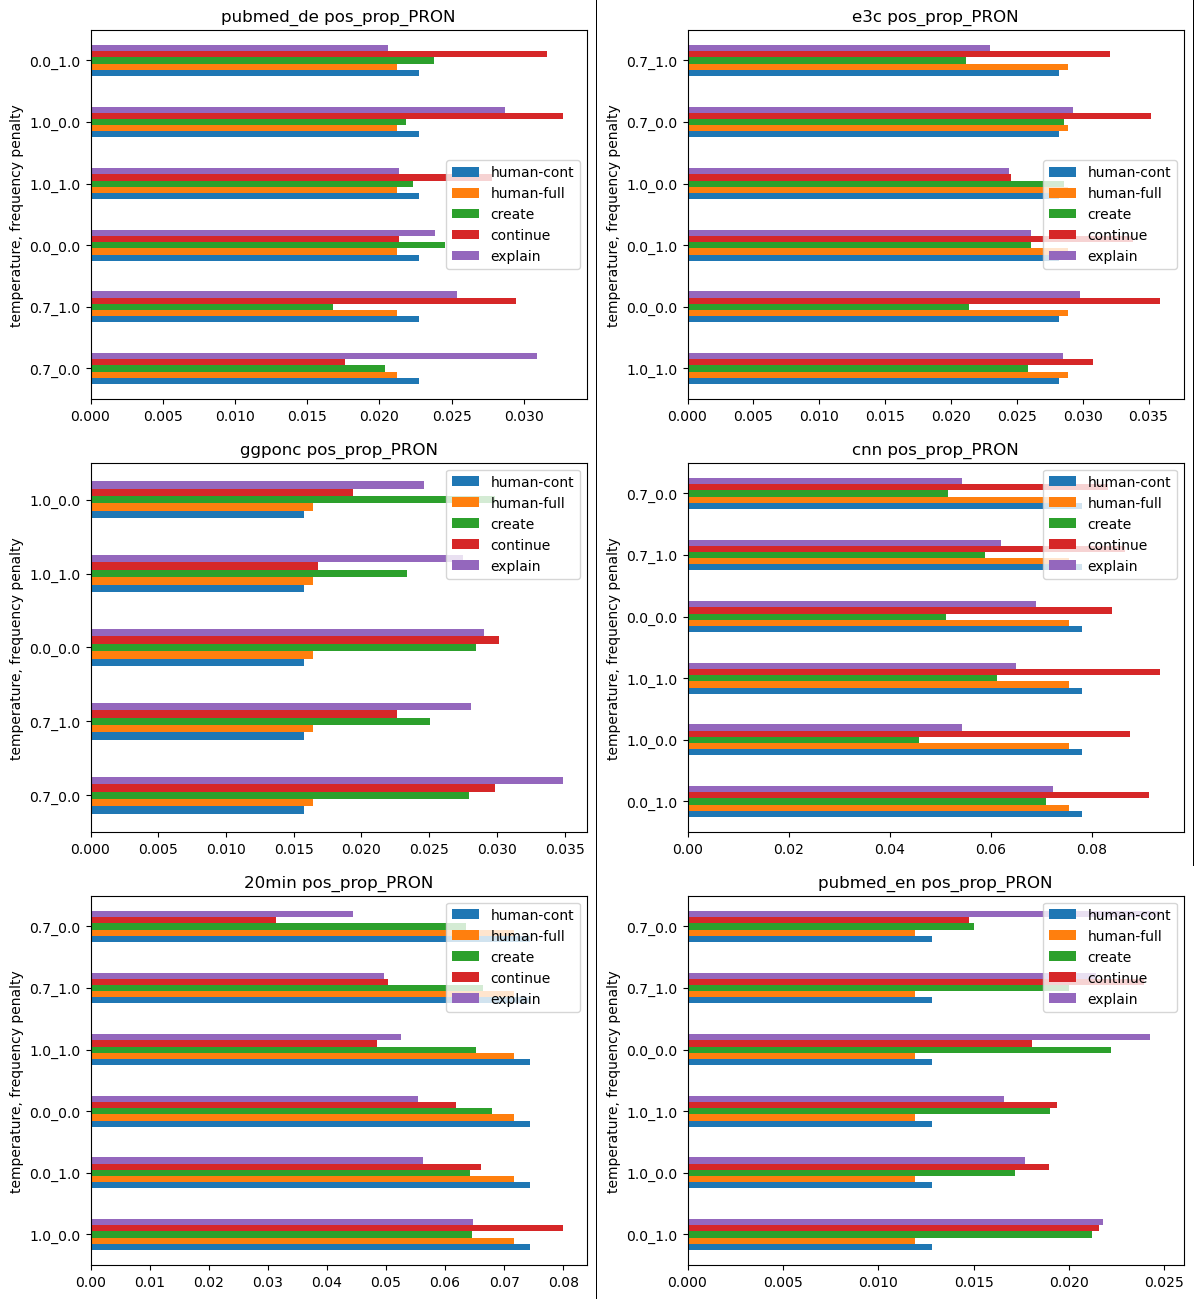 pubmed_de pos_prop_PRON
temperature, frequency penalty
0.0_1.0
1.0_0.0
1.0_1.0
0.0_0.0
0.7_1.0
0.7_0.0
human-cont
human-full
create
continue
explain
0.000 0.005 0.010 0.015 0.020 0.025 0.030
e3c pos_prop_PRON
temperature, frequency penalty
0.7_1.0
0.7_0.0
1.0_0.0
0.0_1.0
0.0_0.0
1.0_1.0
human-cont
human-full
create
continue
explain
0.000 0.005 0.010 0.015 0.020 0.025 0.030 0.035
ggponc pos_prop_PRON
temperature, frequency penalty
1.0_0.0
1.0_1.0
0.0_0.0
0.7_1.0
0.7_0.0
human-cont
human-full
create
continue
explain
0.000 0.005 0.010 0.015 0.020 0.025 0.030 0.035
cnn pos_prop_PRON
temperature, frequency penalty
0.7_0.0
0.7_1.0
0.0_0.0
1.0_1.0
1.0_0.0
0.0_1.0
human-cont
human-full
create
continue
explain
0.00 0.02 0.04 0.06 0.08
20min pos_prop_PRON
temperature, frequency penalty
0.7_0.0
0.7_1.0
1.0_1.0
0.0_0.0
0.0_1.0
1.0_0.0
human-cont
human-full
create
continue
explain
0.00 0.01 0.02 0.03 0.04 0.05 0.06 0.07 0.08
pubmed_en pos_prop_PRON
temperature, frequency penalty
0.7_0.0
0.7_1.0
0.0_0.0
1.0_1.0
1.0_0.0
0.0_1.0
human-cont
human-full
create
continue
explain
0.000 0.005 0.010 0.015 0.020 0.025